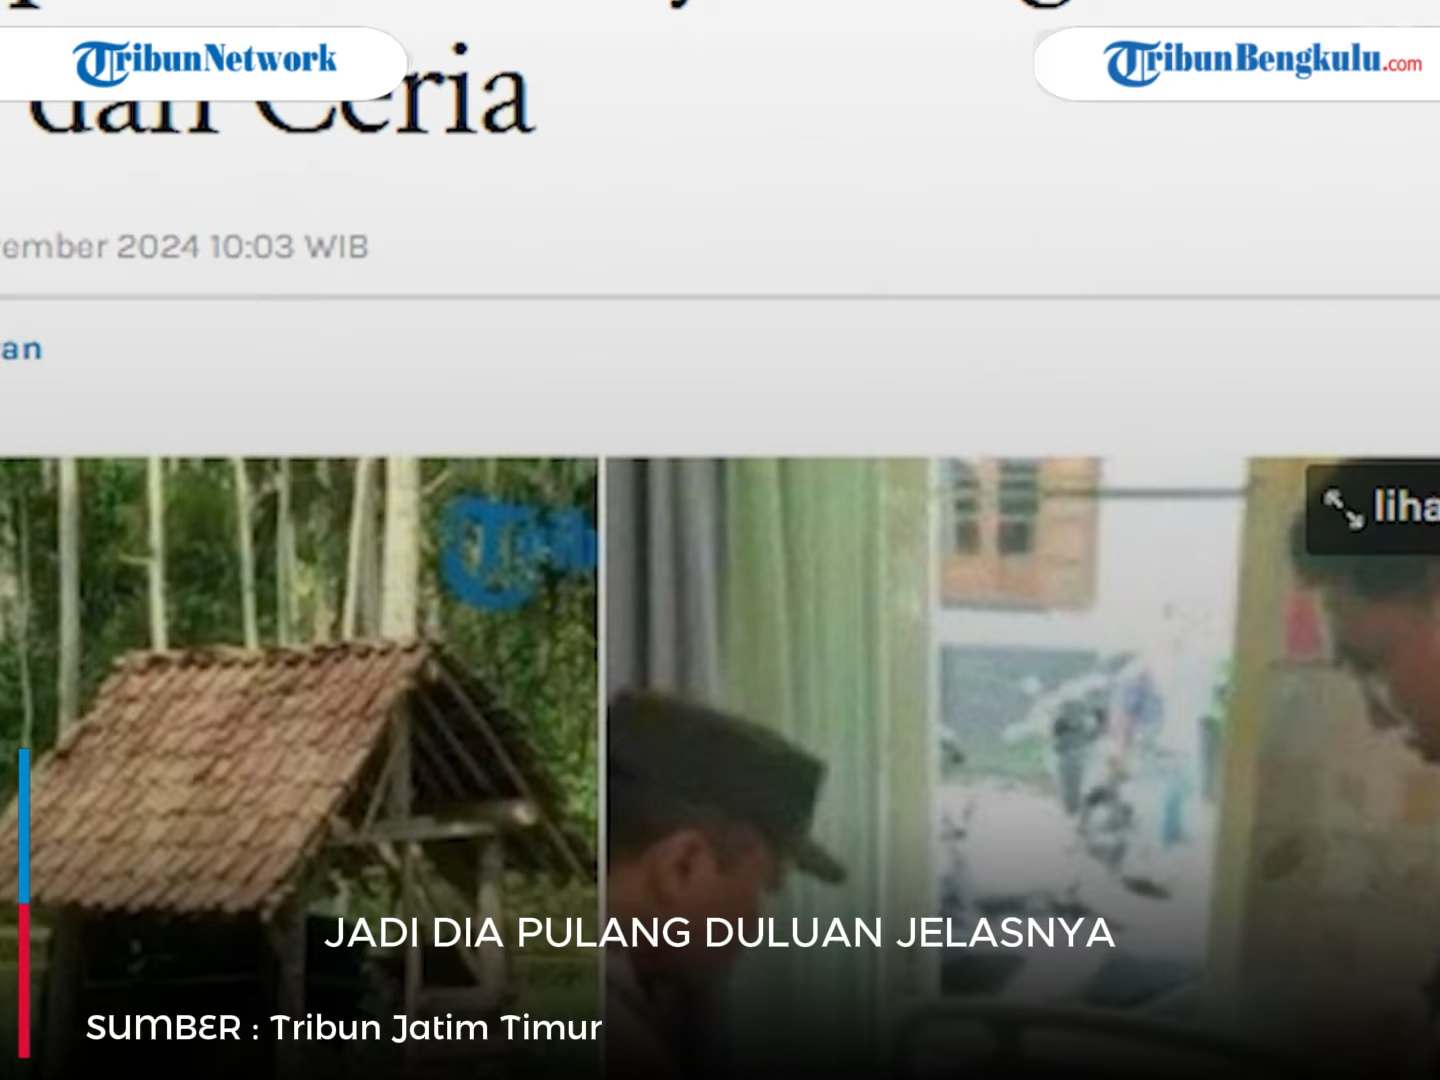 TribunNetwork
TribunBengkulu.com
dan Ceria
ember 2024 10:03 WIB
an
Trib
liha
JADI DIA PULANG DULUAN JELASNYA
SUMBER : Tribun Jatim Timur